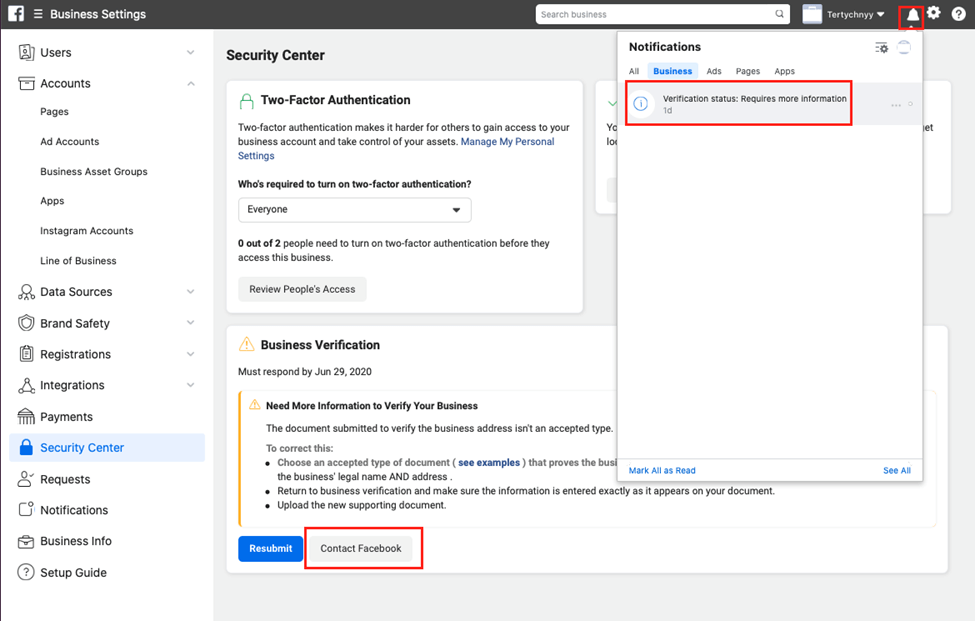 Business Settings
Search business
Tertychnyy
Users
Accounts
Pages
Ad Accounts
Business Asset Groups
Apps
Instagram Accounts
Line of Business
Data Sources
Brand Safety
Registrations
Integrations
Payments
Security Center
Requests
Notifications
Business Info
Setup Guide
Security Center
Two-Factor Authentication
Two-factor authentication makes it harder for others to gain access to your
business account and take control of your assets. Manage My Personal
Settings
Who's required to turn on two-factor authentication?
Everyone
0 out of 2 people need to turn on two-factor authentication before they
access this business.
Review People's Access
Business Verification
Must respond by Jun 29, 2020
Need More Information to Verify Your Business
The document submitted to verify the business address isn't an accepted type.
To correct this:
Choose an accepted type of document ( see examples ) that proves the
the business' legal name AND address .
Return to business verification and make sure the information is entered exactly as it appears on your document.
Upload the new supporting document.
Resubmit
Contact Facebook
Notifications
All
Business
Ads
Pages
Apps
Verification status: Requires more information
1d
Mark All as Read
See All